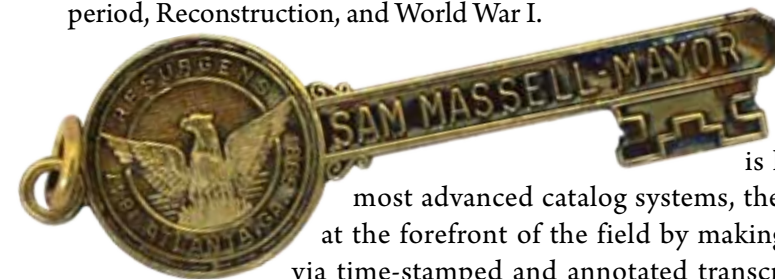 period, Reconstruction, and World War I.
RESURGENS
SAM MASSELL-MAYOR
ATLANTA, GA.
is
most advanced catalog systems, the
at the forefront of the field by making
via time-stamped and annotated